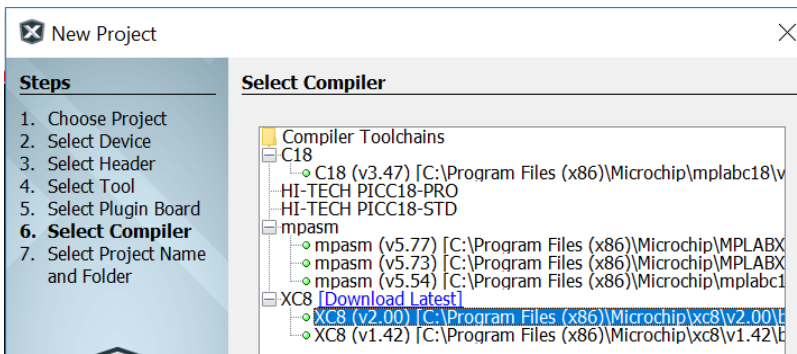 New Project
Steps
1. Choose Project
2. Select Device
3. Select Header
4. Select Tool
5. Select Plugin Board
6. Select Compiler
7. Select Project Name
and Folder
Select Compiler
Compiler Toolchains
C18
C18 (v3.47) [C:\Program Files (x86)\Microchip\mplabc18\v
HI-TECH PICC18-PRO
HI-TECH PICC18-STD
mpasm
mpasm (v5.77) [C:\Program Files (x86)\Microchip\MPLABX
mpasm (v5.73) [C:\Program Files (x86)\Microchip\MPLABX
mpasm (v5.54) [C:\Program Files (x86)\Microchip\mplabc1
XC8 [Download Latest]
XC8 (v2.00) [C:\Program Files (x86)\Microchip\xc8\v2.00\b
XC8 (v1.42) [C:\Program Files (x86)\Microchip\xc8\v1.42\b